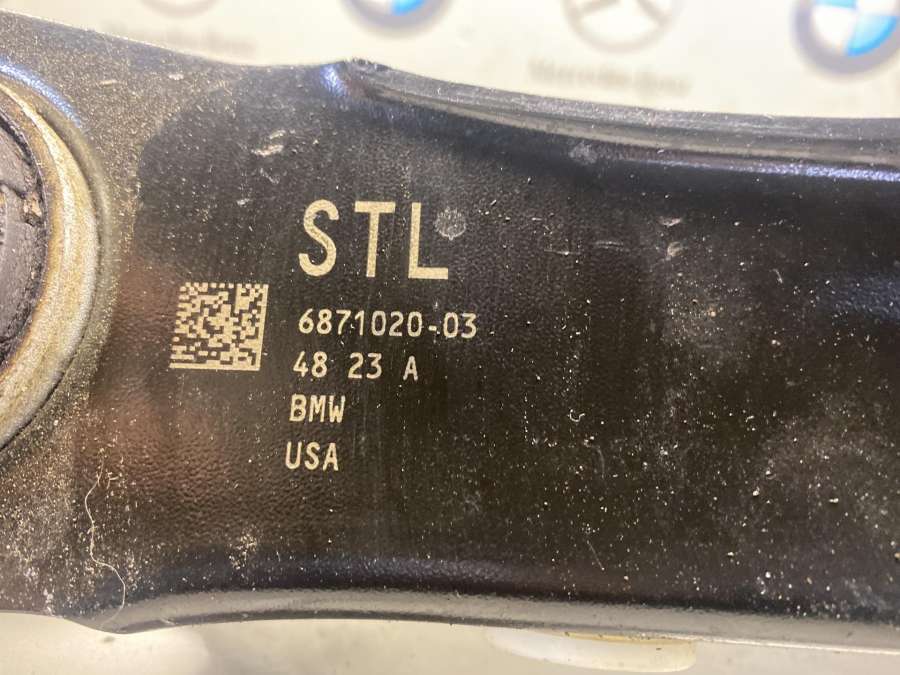 STL
6871020-03
48 23 A
BMW
USA